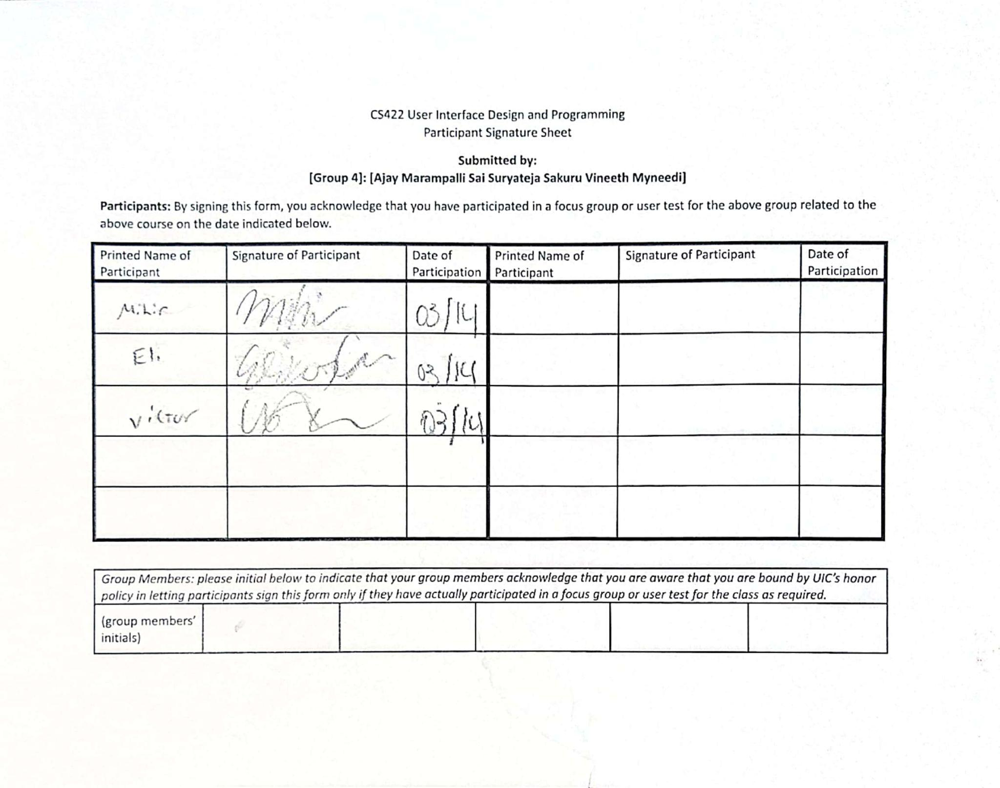 CS422 User Interface Design and Programming
Participant Signature Sheet
Submitted by:
[Group 4]: [Ajay Marampalli Sai Suryateja Sakuru Vineeth Myneedi]
Participants: By signing this form, you acknowledge that you have participated in a focus group or user test for the above group related to the
above course on the date indicated below.
Printed Name of Participant Signature of Participant Date of Participation Printed Name of Participant Signature of Participant Date of Participation
Mihir Mihir 03/14
Eli 03/14
Victor 03/14
Group Members: please initial below to indicate that your group members acknowledge that you are aware that you are bound by UIC's honor
policy in letting participants sign this form only if they have actually participated in a focus group or user test for the class as required.
(group members'
initials)